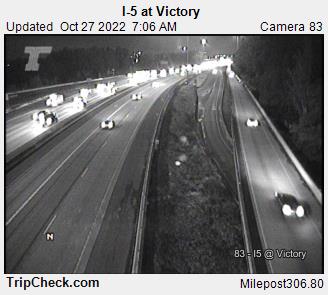 I-5 at Victory
Updated Oct 27 2022 7:06 AM Camera 83
T
N
83 - I5 @ Victory
TripCheck.com Milepost306.80